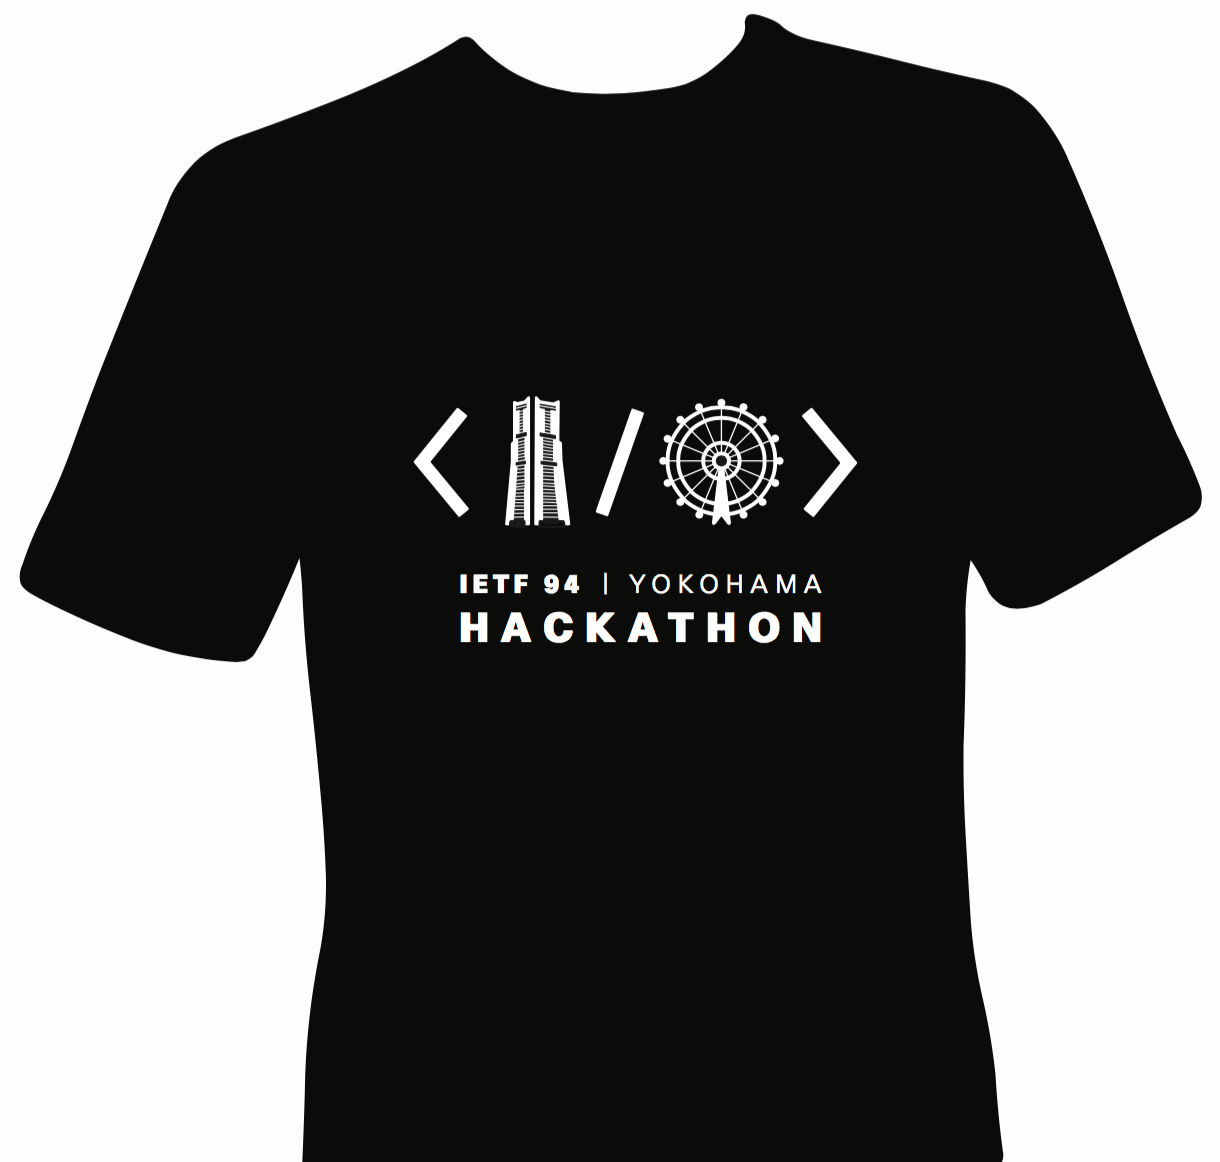 < / >
IETF 94 | YOKOHAMA
HACKATHON